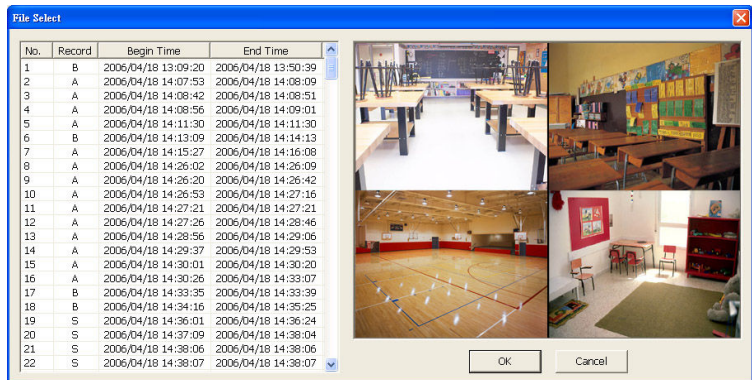 File Select
No. Record Begin Time End Time
1 B 2006/04/18 13:09:20 2006/04/18 13:50:39
2 A 2006/04/18 14:07:53 2006/04/18 14:08:09
3 A 2006/04/18 14:08:42 2006/04/18 14:08:51
4 A 2006/04/18 14:08:56 2006/04/18 14:09:01
5 A 2006/04/18 14:11:30 2006/04/18 14:11:30
6 B 2006/04/18 14:13:09 2006/04/18 14:14:13
7 A 2006/04/18 14:15:27 2006/04/18 14:16:08
8 A 2006/04/18 14:26:02 2006/04/18 14:26:09
9 A 2006/04/18 14:26:20 2006/04/18 14:26:42
10 A 2006/04/18 14:26:53 2006/04/18 14:27:16
11 A 2006/04/18 14:27:21 2006/04/18 14:27:21
12 A 2006/04/18 14:27:26 2006/04/18 14:28:46
13 A 2006/04/18 14:28:56 2006/04/18 14:29:06
14 A 2006/04/18 14:29:37 2006/04/18 14:29:53
15 A 2006/04/18 14:30:01 2006/04/18 14:30:20
16 A 2006/04/18 14:30:26 2006/04/18 14:33:07
17 B 2006/04/18 14:33:35 2006/04/18 14:33:39
18 B 2006/04/18 14:34:16 2006/04/18 14:35:25
19 S 2006/04/18 14:36:01 2006/04/18 14:36:24
20 S 2006/04/18 14:37:09 2006/04/18 14:38:04
21 S 2006/04/18 14:38:06 2006/04/18 14:38:06
22 S 2006/04/18 14:38:07 2006/04/18 14:38:07
OK Cancel